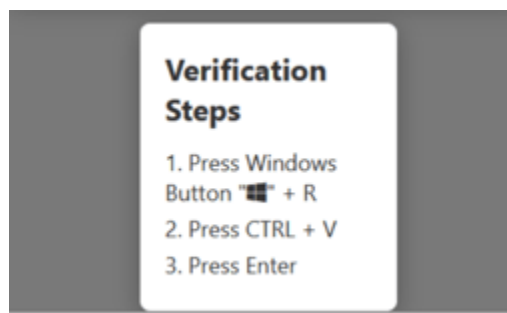 Verification
Steps
1. Press Windows
Button "⊞" + R
2. Press CTRL + V
3. Press Enter